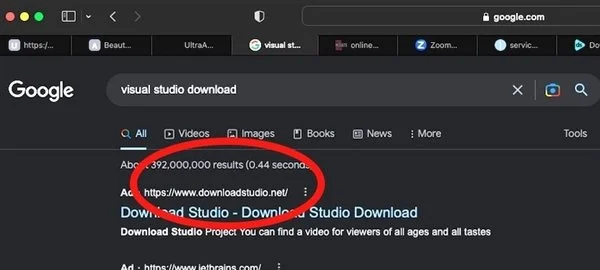 google.com
https:/...
Beaut...
UltraA...
visual st...
online...
Zoom...
servic...
Do
Google
visual studio download
All
Videos
Images
Books
News
More
Tools
About 392,000,000 results (0.44 seconds
Ad · https://www.downloadstudio.net/
Download Studio - Download Studio Download
Download Studio Project You can find a video for viewers of all ages and all tastes
Ad · https://www.jetbrains.com/